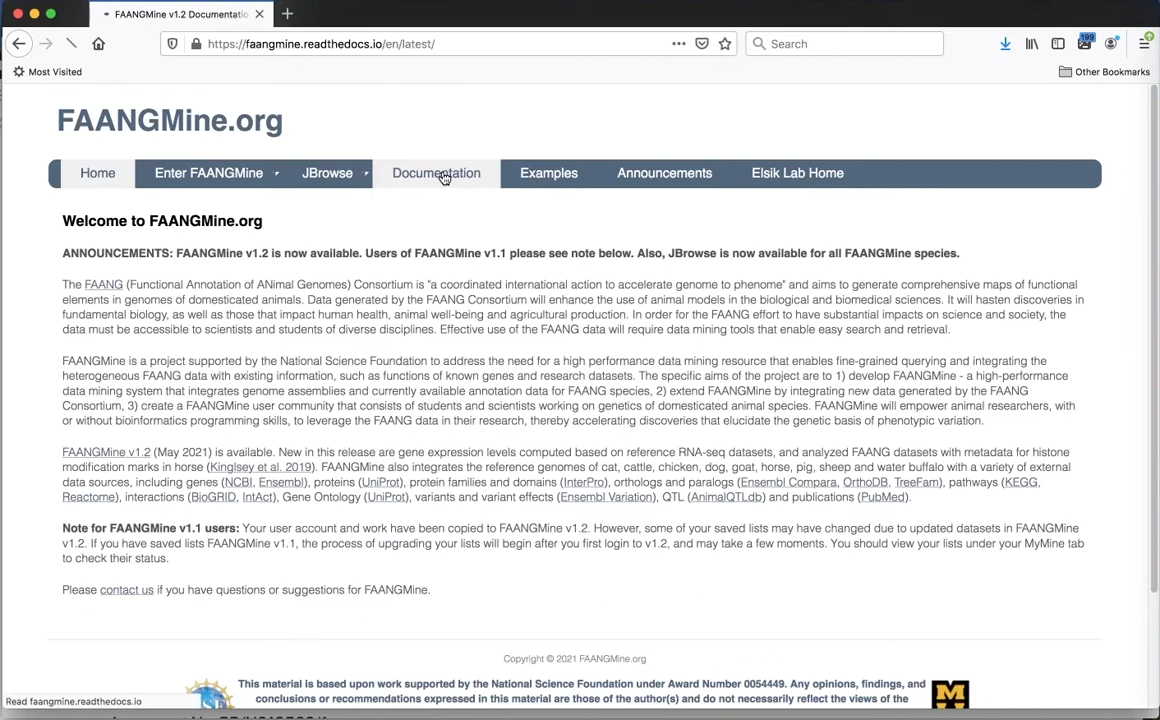 FAANGMine v1.2 Documentatio
https://faangmine.readthedocs.io/en/latest/
Search
199
Most Visited
Other Bookmarks
FAANGMine.org
Home
Enter FAANGMine
JBrowse
Documentation
Examples
Announcements
Elsik Lab Home
Welcome to FAANGMine.org
ANNOUNCEMENTS: FAANGMine v1.2 is now available. Users of FAANGMine v1.1 please see note below. Also, JBrowse is now available for all FAANGMine species.
The FAANG (Functional Annotation of ANimal Genomes) Consortium is "a coordinated international action to accelerate genome to phenome" and aims to generate comprehensive maps of functional
elements in genomes of domesticated animals. Data generated by the FAANG Consortium will enhance the use of animal models in the biological and biomedical sciences. It will hasten discoveries in
fundamental biology, as well as those that impact human health, animal well-being and agricultural production. In order for the FAANG effort to have substantial impacts on science and society, the
data must be accessible to scientists and students of diverse disciplines. Effective use of the FAANG data will require data mining tools that enable easy search and retrieval.
FAANGMine is a project supported by the National Science Foundation to address the need for a high performance data mining resource that enables fine-grained querying and integrating the
heterogeneous FAANG data with existing information, such as functions of known genes and research datasets. The specific aims of the project are to 1) develop FAANGMine - a high-performance
data mining system that integrates genome assemblies and currently available annotation data for FAANG species, 2) extend FAANGMine by integrating new data generated by the FAANG
Consortium, 3) create a FAANGMine user community that consists of students and scientists working on genetics of domesticated animal species. FAANGMine will empower animal researchers, with
or without bioinformatics programming skills, to leverage the FAANG data in their research, thereby accelerating discoveries that elucidate the genetic basis of phenotypic variation.
FAANGMine v1.2 (May 2021) is available. New in this release are gene expression levels computed based on reference RNA-seq datasets, and analyzed FAANG datasets with metadata for histone
modification marks in horse (Kinglsey et al. 2019). FAANGMine also integrates the reference genomes of cat, cattle, chicken, dog, goat, horse, pig, sheep and water buffalo with a variety of external
data sources, including genes (NCBI, Ensembl), proteins (UniProt), protein families and domains (InterPro), orthologs and paralogs (Ensembl Compara, OrthoDB, TreeFam), pathways (KEGG,
Reactome), interactions (BioGRID, IntAct), Gene Ontology (UniProt), variants and variant effects (Ensembl Variation), QTL (AnimalQTLdb) and publications (PubMed).
Note for FAANGMine v1.1 users: Your user account and work have been copied to FAANGMine v1.2. However, some of your saved lists may have changed due to updated datasets in FAANGMine
v1.2. If you have saved lists FAANGMine v1.1, the process of upgrading your lists will begin after you first login to v1.2, and may take a few moments. You should view your lists under your MyMine tab
to check their status.
Please contact us if you have questions or suggestions for FAANGMine.
Copyright © 2021 FAANGMine.org
This material is based upon work supported by the National Science Foundation under Award Number 0054449. Any opinions, findings, and
conclusions or recommendations expressed in this material are those of the author(s) and do not necessarily reflect the views of the
Read faangmine.readthedocs.io